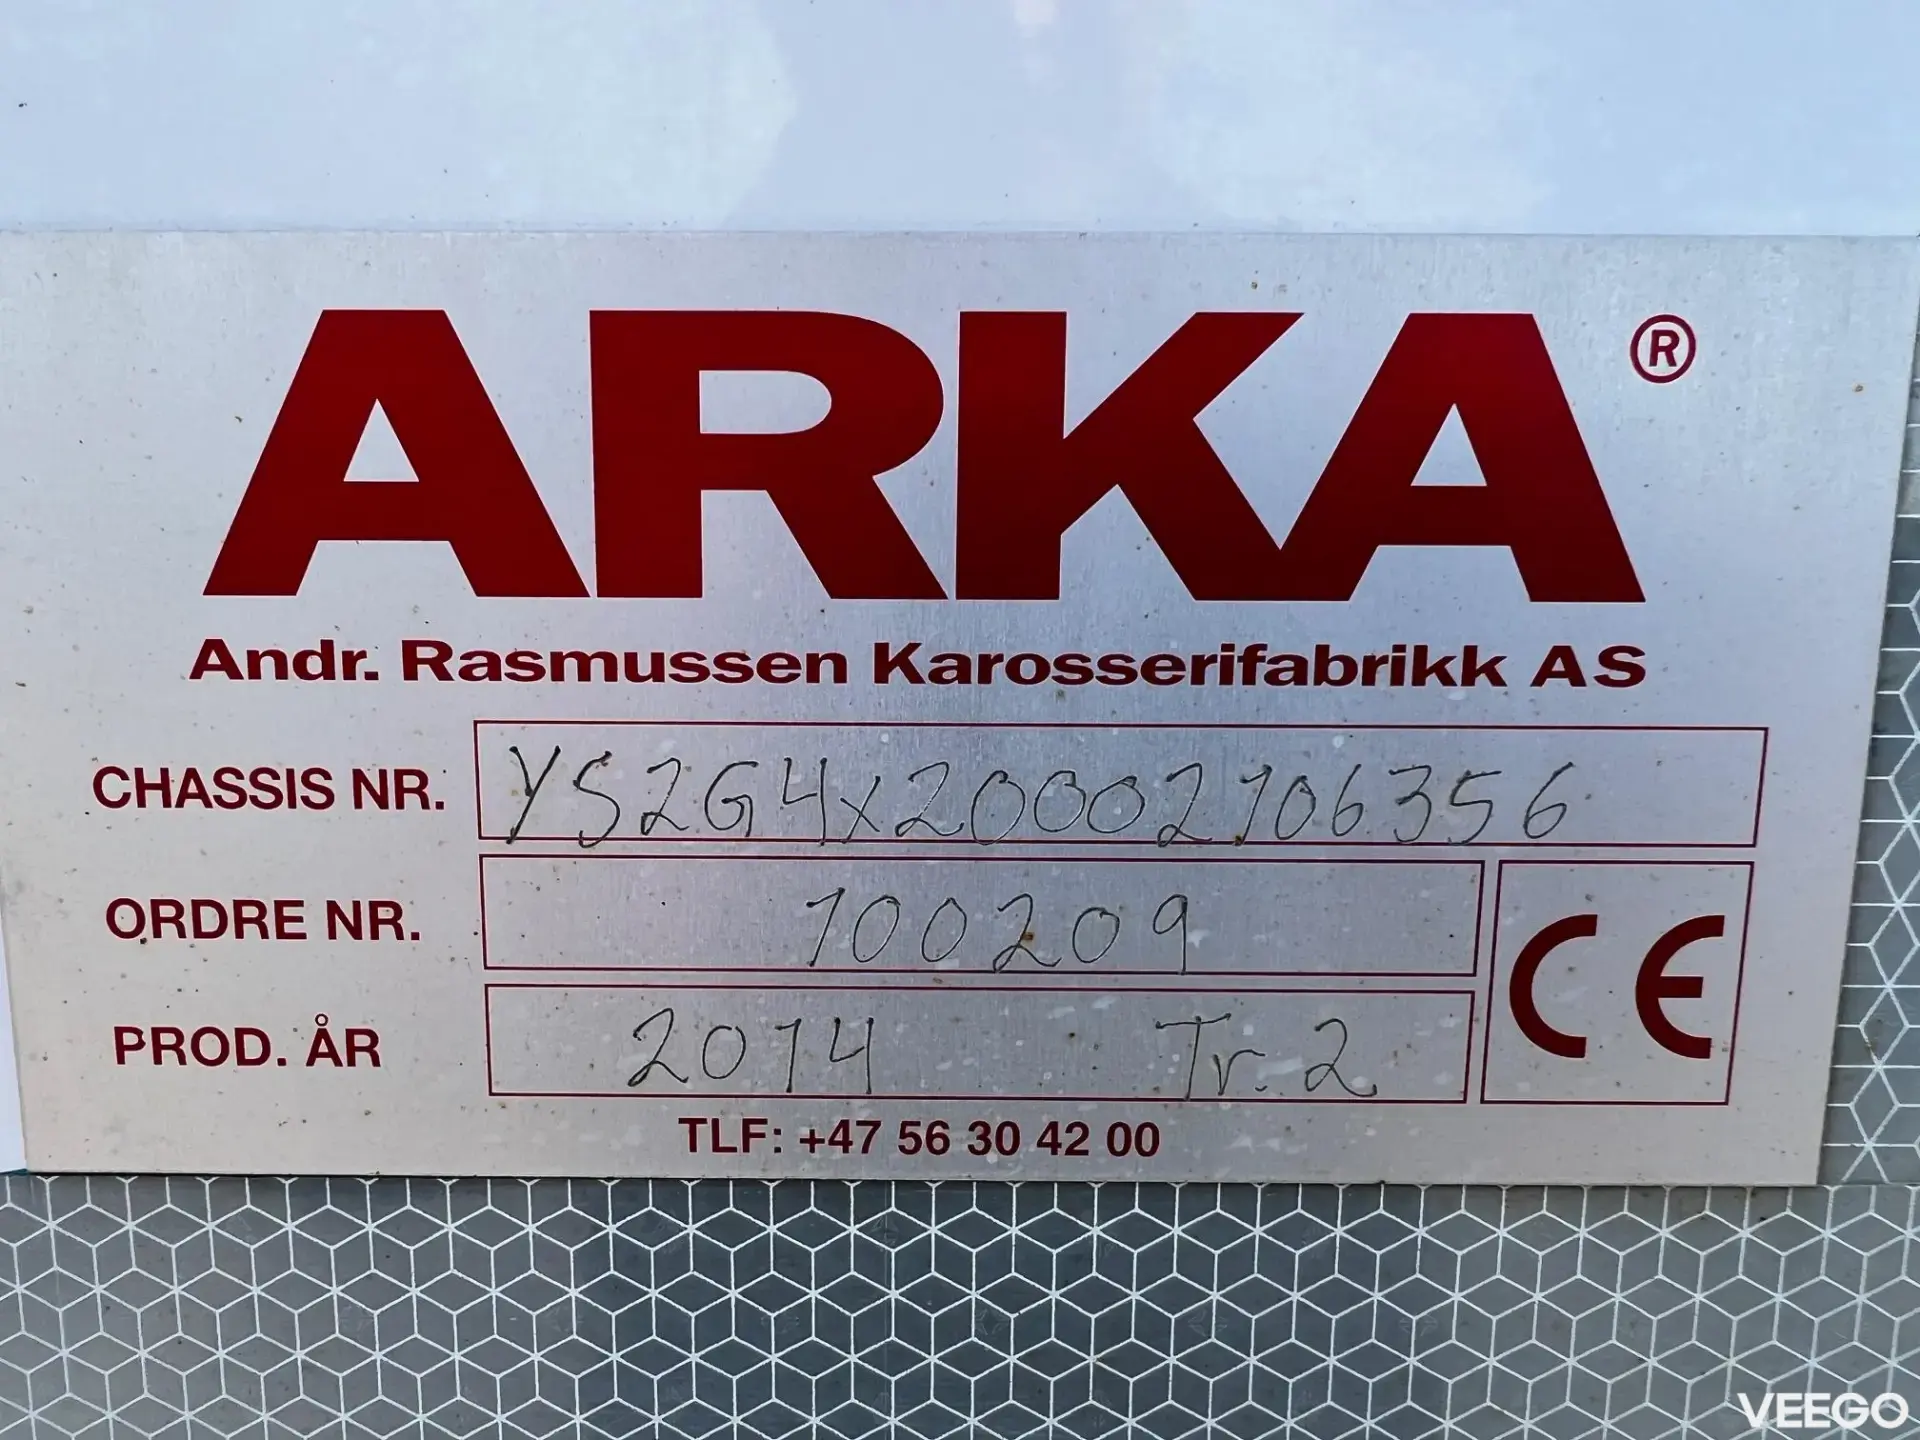 ARKA®
Andr. Rasmussen Karosserifabrikk AS
CHASSIS NR. YS2G4x20002106356
ORDRE NR. 100209
CE
PROD. ÅR 2014 Tr. 2
TLF: +47 56 30 42 00
VEEGO